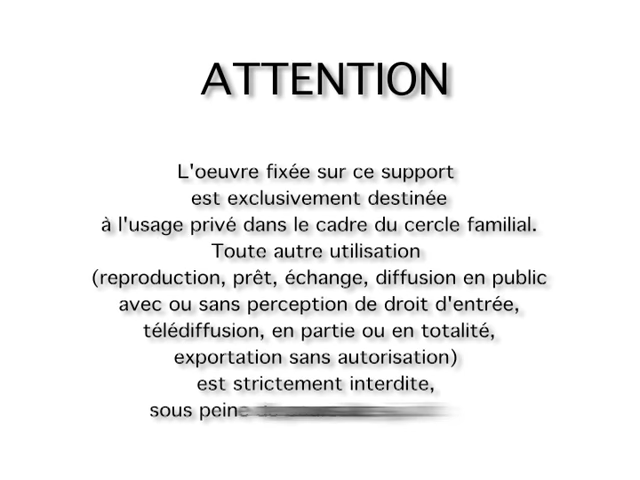 ATTENTION
L'oeuvre fixée sur ce support
est exclusivement destinée
à l'usage privé dans le cadre du cercle familial.
Toute autre utilisation
(reproduction, prêt, échange, diffusion en public
avec ou sans perception de droit d'entrée,
télédiffusion, en partie ou en totalité,
exportation sans autorisation)
est strictement interdite,
sous peine